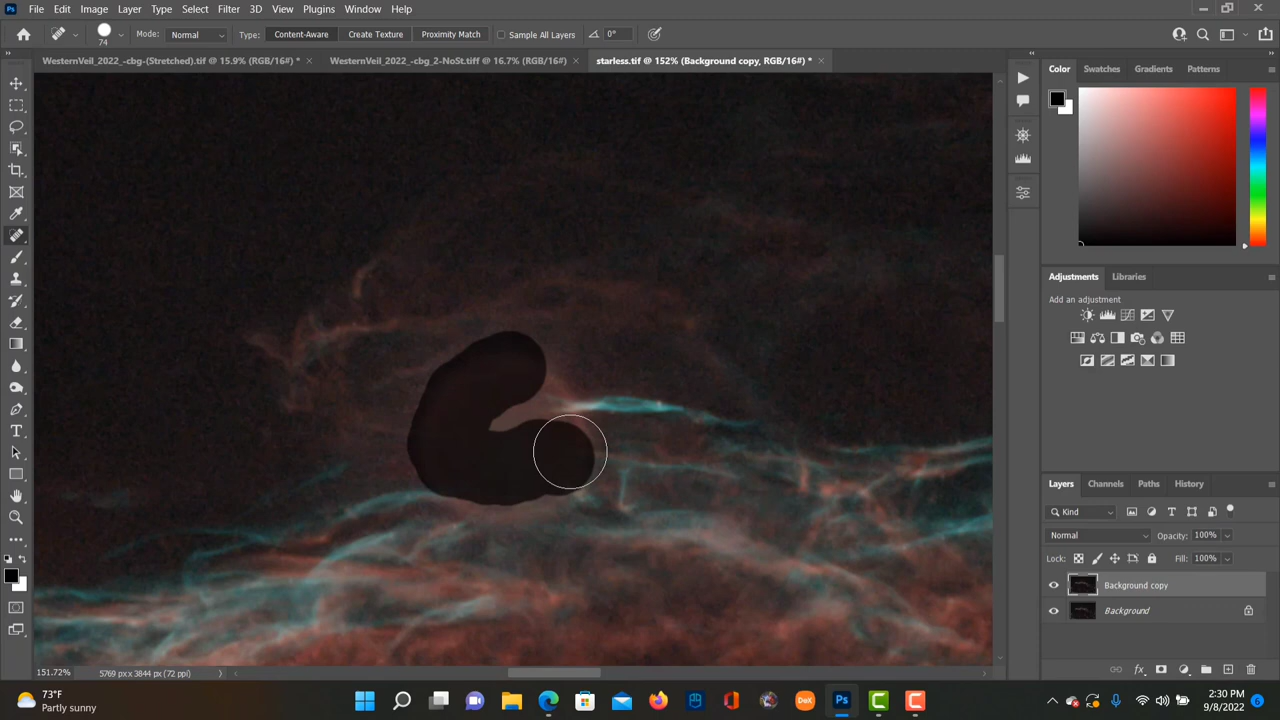 File Edit Image Layer Type Select Filter 3D View Plugins Window Help
74 Mode: Normal Type: Content-Aware Create Texture Proximity Match Sample All Layers 0°
WesternVeil_2022_-cbg-(Stretched).tif @ 15.9% (RGB/16#) * WesternVeil_2022_-cbg_2-NoSt.tiff @ 16.7% (RGB/16#) starless.tif @ 152% (Background copy, RGB/16#) *
Color Swatches Gradients Patterns
Adjustments Libraries
Add an adjustment
Layers Channels Paths History
Kind
Normal Opacity: 100%
Lock: Fill: 100%
Background copy
Background
151.72% 5769 px x 3844 px (72 ppi)
73°F
Partly sunny
Ps
DeX
C
C
2:30 PM
9/8/2022